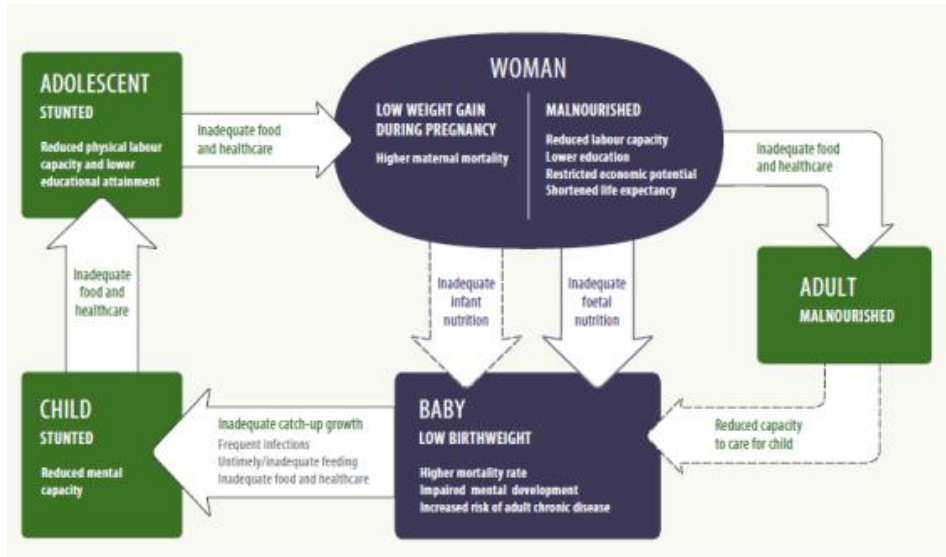 ADOLESCENT
STUNTED
Reduced physical labour
capacity and lower
educational attainment
Inadequate food
and healthcare
WOMAN
LOW WEIGHT GAIN
DURING PREGNANCY
Higher maternal mortality
MALNOURISHED
Reduced labour capacity
Lower education
Restricted economic potential
Shortened life expectancy
Inadequate food
and healthcare
Inadequate
food and
healthcare
Inadequate
infant
nutrition
Inadequate
foetal
nutrition
ADULT
MALNOURISHED
CHILD
STUNTED
Reduced mental
capacity
Inadequate catch-up growth
Frequent infections
Untimely/inadequate feeding
Inadequate food and healthcare
BABY
LOW BIRTHWEIGHT
Higher mortality rate
Impaired mental development
Increased risk of adult chronic disease
Reduced capacity
to care for child